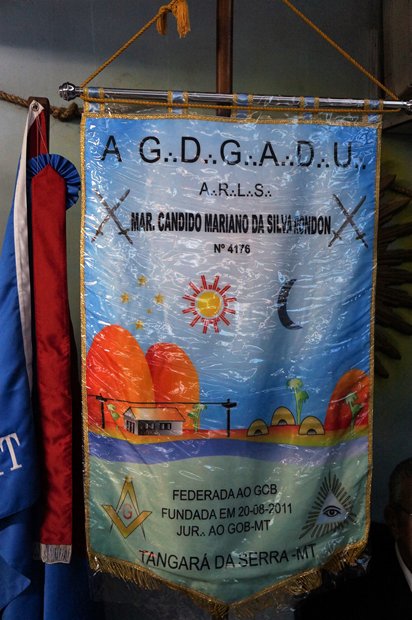 A G.·.D.·.G.A.·.D.·.U.·.
A.·.R.·.L.·.S.·.
MAR. CANDIDO MARIANO DA SILVA RONDON
Nº 4176
FEDERADA AO GCB
FUNDADA EM 20-08-2011
JUR.·. AO GOB-MT
TANGARÁ DA SERRA -MT
G
T